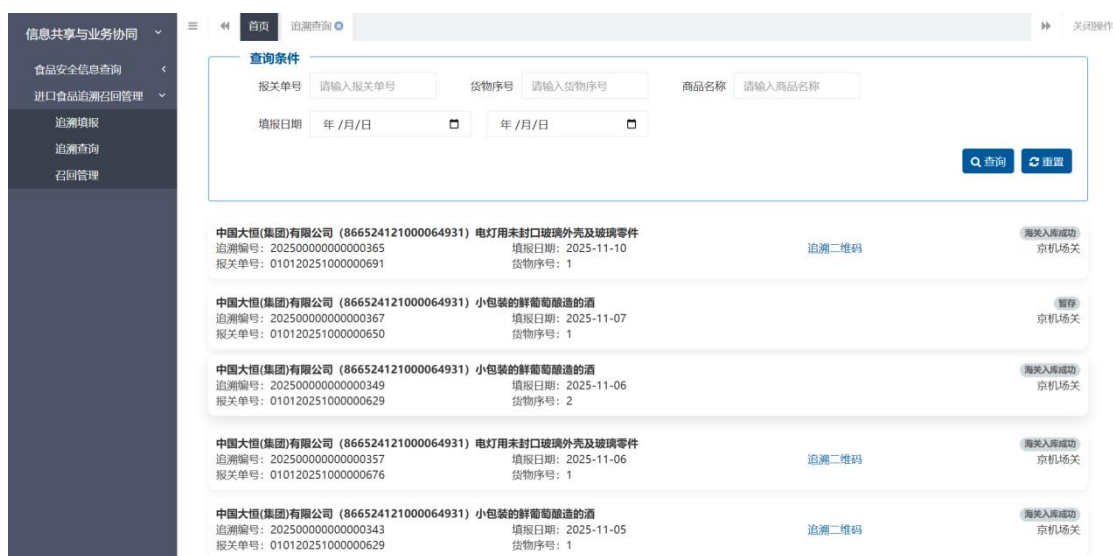 信息共享与业务协同
首页 追溯查询
关闭操作
食品安全信息查询
进口食品追溯召回管理
追溯填报
追溯查询
召回管理
查询条件
报关单号 请输入报关单号 货物序号 请输入货物序号 商品名称 请输入商品名称
填报日期 年 /月/日 年 /月/日
查询 重置
中国大恒(集团)有限公司（866524121000064931）电灯用未封口玻璃外壳及玻璃零件 海关入库成功
追溯编号：202500000000000365 填报日期：2025-11-10 追溯二维码 京机场关
报关单号：010120251000000691 货物序号：1
中国大恒(集团)有限公司（866524121000064931）小包装的鲜葡萄酿造的酒 暂存
追溯编号：202500000000000367 填报日期：2025-11-07 京机场关
报关单号：010120251000000650 货物序号：1
中国大恒(集团)有限公司（866524121000064931）小包装的鲜葡萄酿造的酒 海关入库成功
追溯编号：202500000000000349 填报日期：2025-11-06 京机场关
报关单号：010120251000000629 货物序号：2
中国大恒(集团)有限公司（866524121000064931）电灯用未封口玻璃外壳及玻璃零件 海关入库成功
追溯编号：202500000000000357 填报日期：2025-11-06 追溯二维码 京机场关
报关单号：010120251000000676 货物序号：1
中国大恒(集团)有限公司（866524121000064931）小包装的鲜葡萄酿造的酒 海关入库成功
追溯编号：202500000000000343 填报日期：2025-11-05 追溯二维码 京机场关
报关单号：010120251000000629 货物序号：1